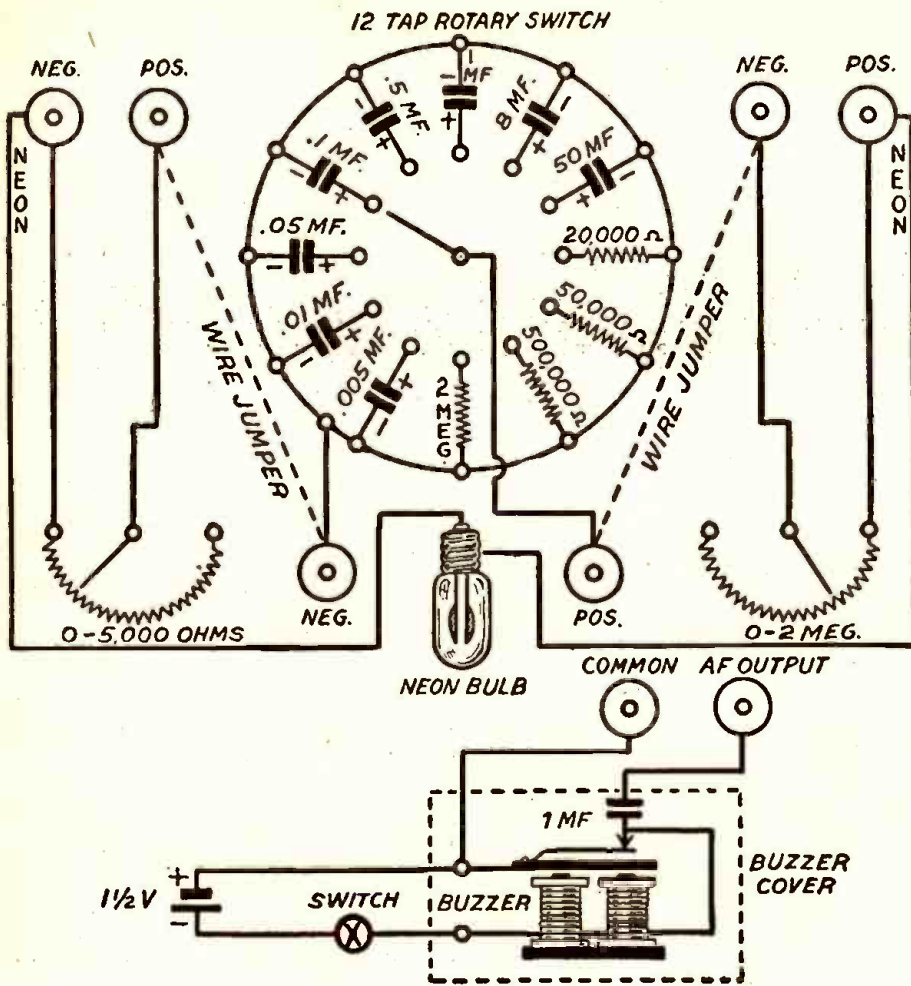 12 TAP ROTARY SWITCH
NEG.
POS.
NEG.
POS.
NEON
NEON
1
MF
-
+
.5 MF.
-
+
8 MF.
-
+
.1 MF
-
+
50 MF
+
-
.05 MF.
-
+
20,000 Ω
.01 MF.
-
+
50,000 Ω
.005 MF.
-
+
2 MEG
500,000 Ω
WIRE JUMPER
WIRE JUMPER
NEG.
POS.
0-5,000 OHMS
0-2 MEG.
NEON BULB
COMMON
AF OUTPUT
1 MF
BUZZER
COVER
+
1½ V
-
SWITCH
BUZZER